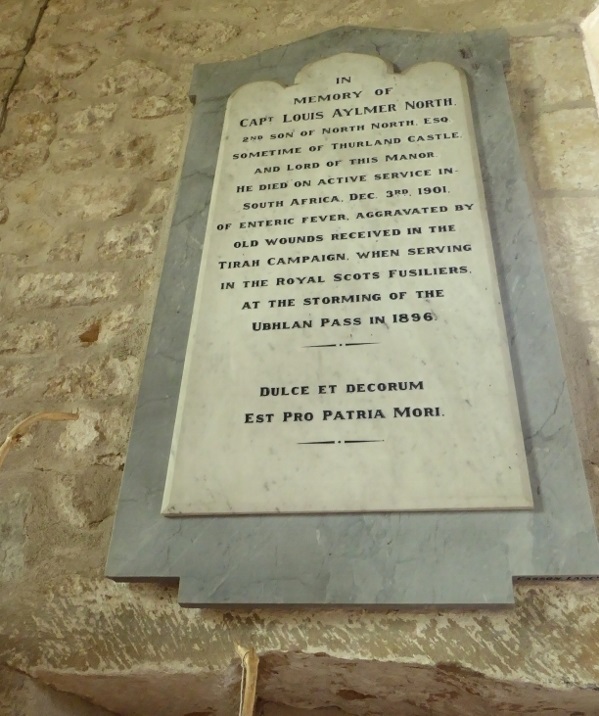 IN
MEMORY OF
CAPT LOUIS AYLMER NORTH.
2ND SON OF NORTH NORTH, ESQ
SOMETIME OF THURLAND CASTLE,
AND LORD OF THIS MANOR.
HE DIED ON ACTIVE SERVICE IN
SOUTH AFRICA, DEC. 3RD, 1901,
OF ENTERIC FEVER, AGGRAVATED BY
OLD WOUNDS RECEIVED IN THE
TIRAH CAMPAIGN, WHEN SERVING
IN THE ROYAL SCOTS FUSILIERS,
AT THE STORMING OF THE
UBHLAN PASS IN 1896.
DULCE ET DECORUM
EST PRO PATRIA MORI.